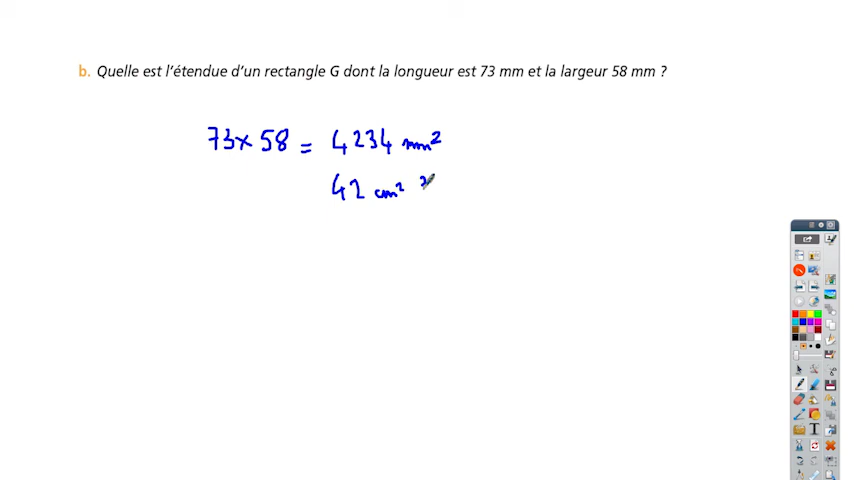 b. Quelle est l’étendue d’un rectangle G dont la longueur est 73 mm et la largeur 58 mm ?
73 x 58 = 4234 mm²
42 cm²